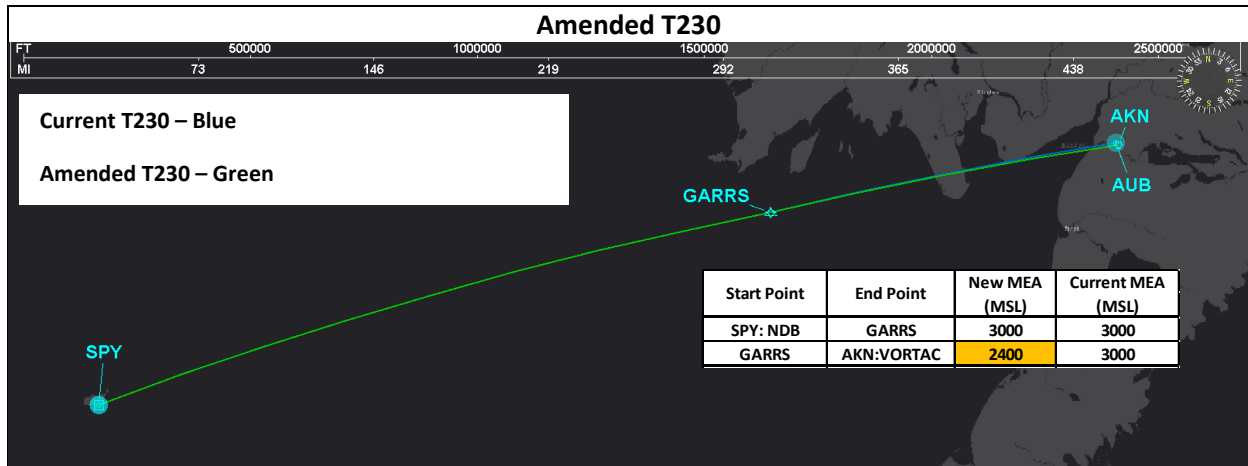 Amended T230
FT 500000 1000000 1500000 2000000 2500000
MI 73 146 219 292 365 438
N
E
S
W
Current T230 – Blue
Amended T230 – Green
AKN
AUB
GARRS
SPY
Start Point End Point New MEA (MSL) Current MEA (MSL)
SPY: NDB GARRS 3000 3000
GARRS AKN:VORTAC 2400 3000